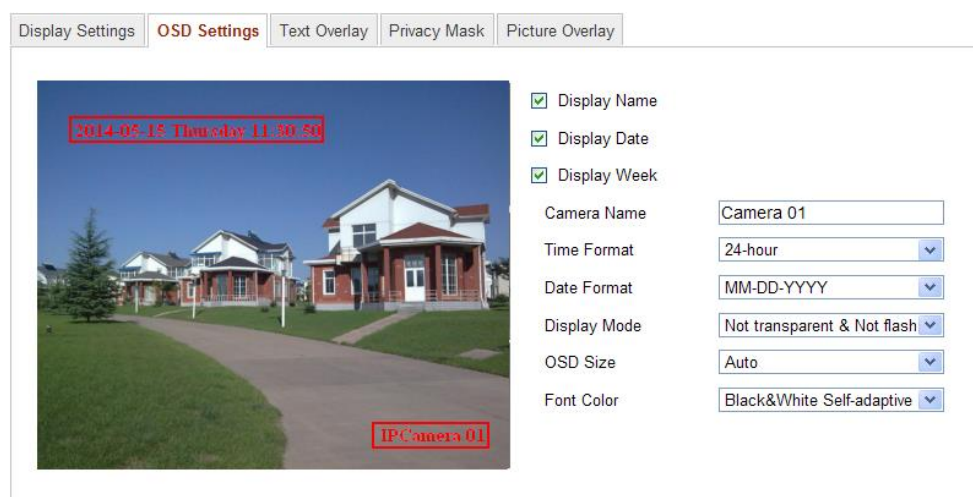 Display Settings OSD Settings Text Overlay Privacy Mask Picture Overlay
2014-05-15 Thursday 11:30:50
IPCamera 01
Display Name
Display Date
Display Week
Camera Name Camera 01
Time Format 24-hour
Date Format MM-DD-YYYY
Display Mode Not transparent & Not flash
OSD Size Auto
Font Color Black&White Self-adaptive